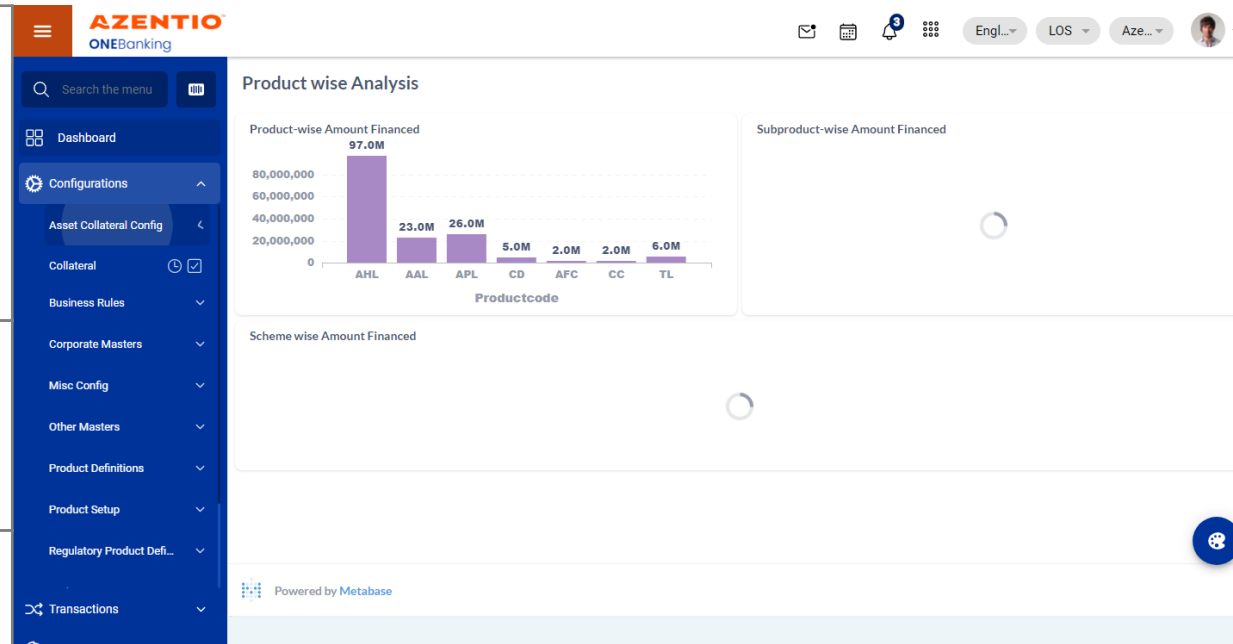 AZENTIO
ONEBanking
3
Engl...
LOS
Aze...
Search the menu
Dashboard
Configurations
Asset Collateral Config
Collateral
Business Rules
Corporate Masters
Misc Config
Other Masters
Product Definitions
Product Setup
Regulatory Product Defi...
Transactions
Product wise Analysis
Product-wise Amount Financed
97.0M
80,000,000
60,000,000
40,000,000
23.0M 26.0M
20,000,000
5.0M 2.0M 2.0M 6.0M
0
AHL AAL APL CD AFC CC TL
Productcode
Subproduct-wise Amount Financed
Scheme wise Amount Financed
Powered by Metabase